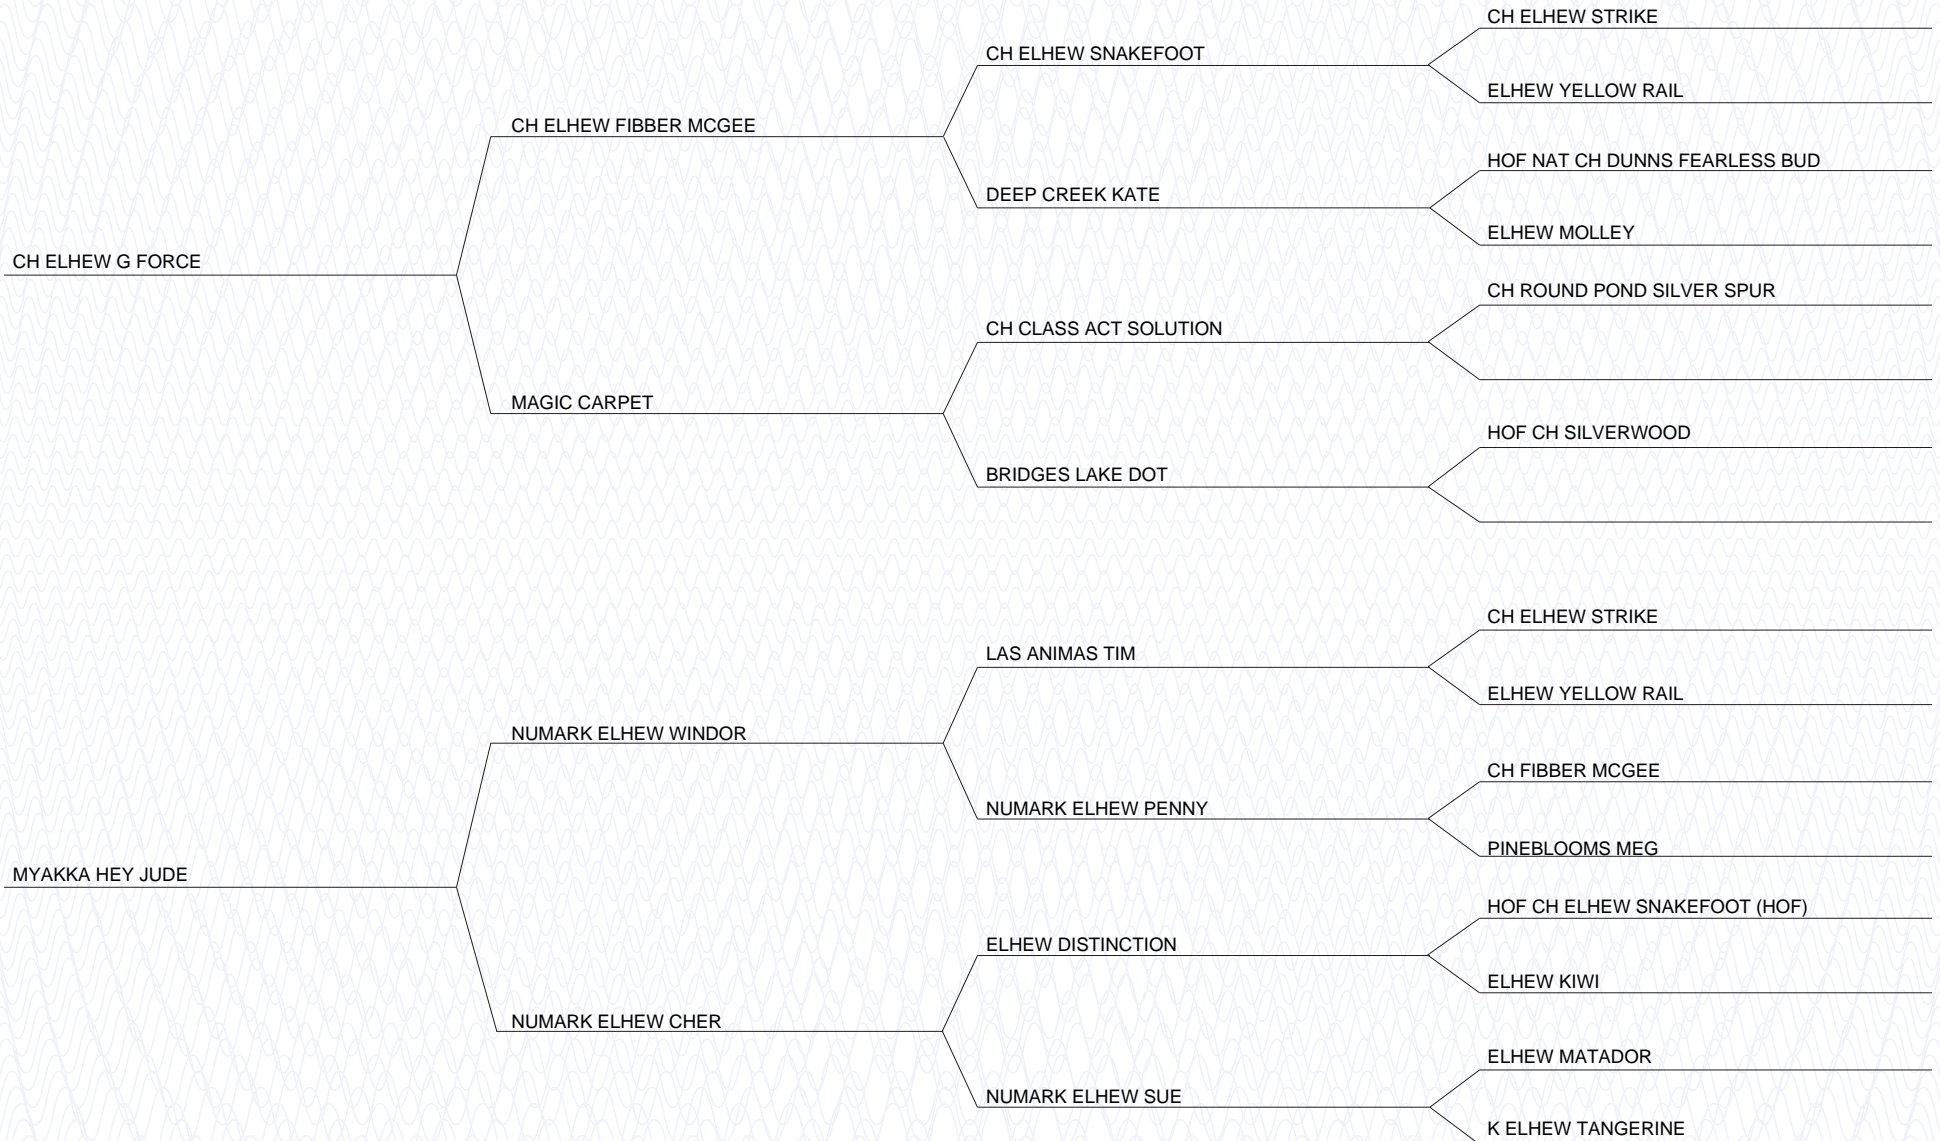 CH ELHEW STRIKE
CH ELHEW SNAKEFOOT
ELHEW YELLOW RAIL
CH ELHEW FIBBER MCGEE
HOF NAT CH DUNNS FEARLESS BUD
DEEP CREEK KATE
ELHEW MOLLEY
CH ELHEW G FORCE
CH ROUND POND SILVER SPUR
CH CLASS ACT SOLUTION
MAGIC CARPET
HOF CH SILVERWOOD
BRIDGES LAKE DOT
CH ELHEW STRIKE
LAS ANIMAS TIM
ELHEW YELLOW RAIL
NUMARK ELHEW WINDOR
CH FIBBER MCGEE
NUMARK ELHEW PENNY
PINEBLOOMS MEG
MYAKKA HEY JUDE
HOF CH ELHEW SNAKEFOOT (HOF)
ELHEW DISTINCTION
ELHEW KIWI
NUMARK ELHEW CHER
ELHEW MATADOR
NUMARK ELHEW SUE
K ELHEW TANGERINE